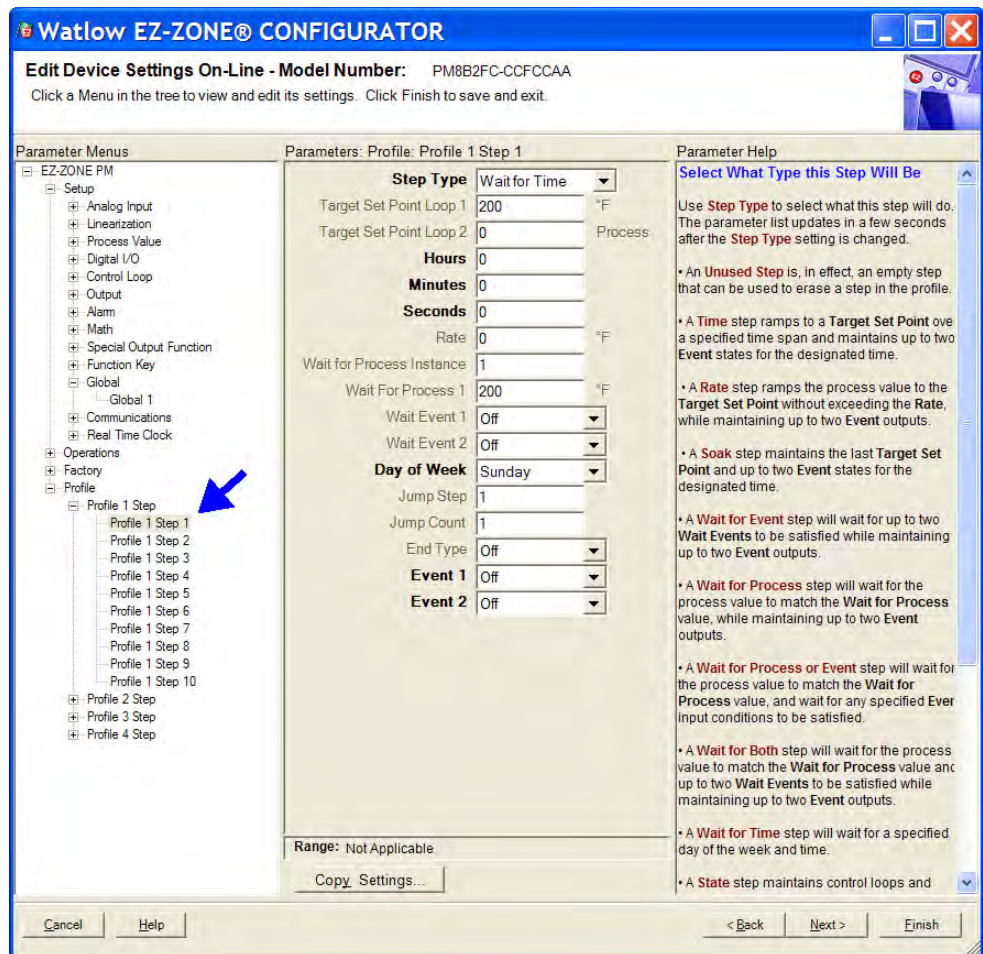 Watlow EZ-ZONE® CONFIGURATOR
Edit Device Settings On-Line - Model Number: PM8B2FC-CCFCCAA
Click a Menu in the tree to view and edit its settings. Click Finish to save and exit.
Parameter Menus
EZ-ZONE PM
Setup
Analog Input
Linearization
Process Value
Digital I/O
Control Loop
Output
Alarm
Math
Special Output Function
Function Key
Global
Global 1
Communications
Real Time Clock
Operations
Factory
Profile
Profile 1 Step
Profile 1 Step 1
Profile 1 Step 2
Profile 1 Step 3
Profile 1 Step 4
Profile 1 Step 5
Profile 1 Step 6
Profile 1 Step 7
Profile 1 Step 8
Profile 1 Step 9
Profile 1 Step 10
Profile 2 Step
Profile 3 Step
Profile 4 Step
Parameters: Profile: Profile 1 Step 1
Step Type Wait for Time
Target Set Point Loop 1 200 °F
Target Set Point Loop 2 0 Process
Hours 0
Minutes 0
Seconds 0
Rate 0 °F
Wait for Process Instance 1
Wait For Process 1 200 °F
Wait Event 1 Off
Wait Event 2 Off
Day of Week Sunday
Jump Step 1
Jump Count 1
End Type Off
Event 1 Off
Event 2 Off
Range: Not Applicable
Copy Settings...
Parameter Help
Select What Type this Step Will Be
Use Step Type to select what this step will do.
The parameter list updates in a few seconds
after the Step Type setting is changed.
• An Unused Step is, in effect, an empty step
that can be used to erase a step in the profile.
• A Time step ramps to a Target Set Point ove
a specified time span and maintains up to two
Event states for the designated time.
• A Rate step ramps the process value to the
Target Set Point without exceeding the Rate,
while maintaining up to two Event outputs.
• A Soak step maintains the last Target Set
Point and up to two Event states for the
designated time.
• A Wait for Event step will wait for up to two
Wait Events to be satisfied while maintaining
up to two Event outputs.
• A Wait for Process step will wait for the
process value to match the Wait for Process
value, while maintaining up to two Event
outputs.
• A Wait for Process or Event step will wait for
the process value to match the Wait for
Process value, and wait for any specified Ever
input conditions to be satisfied.
• A Wait for Both step will wait for the process
value to match the Wait for Process value and
up to two Wait Events to be satisfied while
maintaining up to two Event outputs.
• A Wait for Time step will wait for a specified
day of the week and time.
• A State step maintains control loops and
Cancel Help < Back Next > Finish